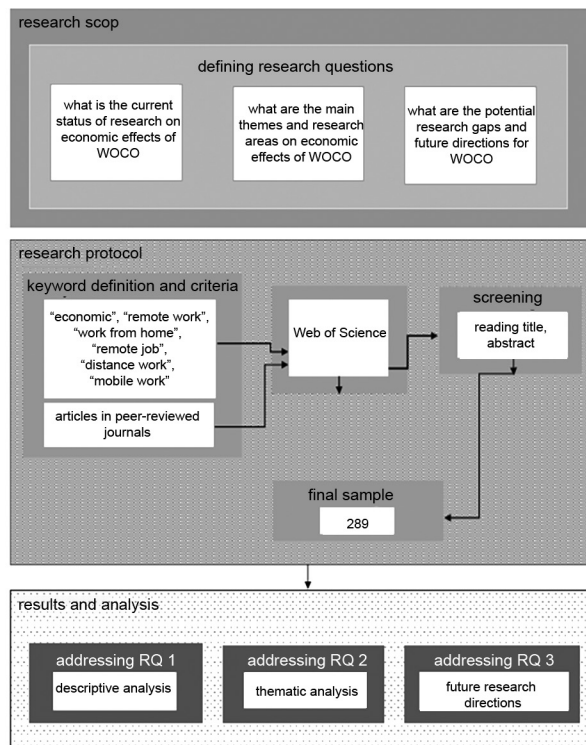 research scop
defining research questions
what is the current
status of research on
economic effects of
WOCO
what are the main
themes and research
areas on economic
effects of WOCO
what are the potential
research gaps and
future directions for
WOCO
research protocol
keyword definition and criteria
“economic”, “remote work”,
“work from home”,
“remote job”,
“distance work”,
“mobile work”
articles in peer-reviewed
journals
Web of Science
screening
reading title,
abstract
final sample
289
results and analysis
addressing RQ 1
descriptive analysis
addressing RQ 2
thematic analysis
addressing RQ 3
future research
directions